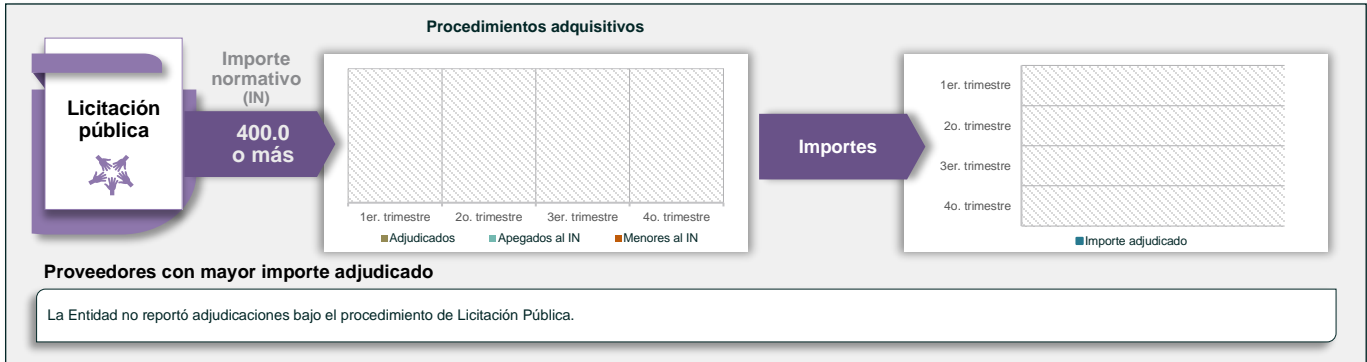 Procedimientos adquisitivos
Licitación
pública
Importe
normativo
(IN)
400.0
o más
1er. trimestre 2o. trimestre 3er. trimestre 4o. trimestre
Adjudicados Apegados al IN Menores al IN
Importes
1er. trimestre
2o. trimestre
3er. trimestre
4o. trimestre
Importe adjudicado
Proveedores con mayor importe adjudicado
La Entidad no reportó adjudicaciones bajo el procedimiento de Licitación Pública.